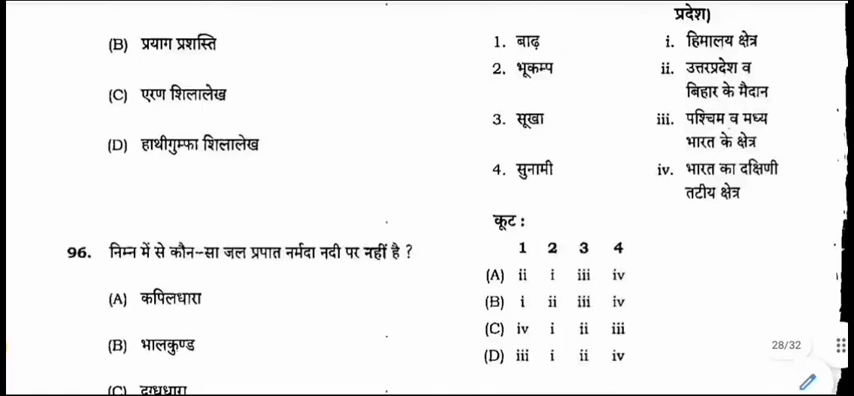 (B) प्रयाग प्रशस्ति
(C) एरण शिलालेख
(D) हाथीगुम्फा शिलालेख
96. निम्न में से कौन-सा जल प्रपात नर्मदा नदी पर नहीं है ?
(A) कपिलधारा
(B) भालकुण्ड
(C) दुग्धधारा
प्रदेश)
1. बाढ़ i. हिमालय क्षेत्र
2. भूकम्प ii. उत्तरप्रदेश व
बिहार के मैदान
3. सूखा iii. पश्चिम व मध्य
भारत के क्षेत्र
4. सुनामी iv. भारत का दक्षिणी
तटीय क्षेत्र
कूट :
1 2 3 4
(A) ii i iii iv
(B) i ii iii iv
(C) iv i ii iii
(D) iii i ii iv
28/32